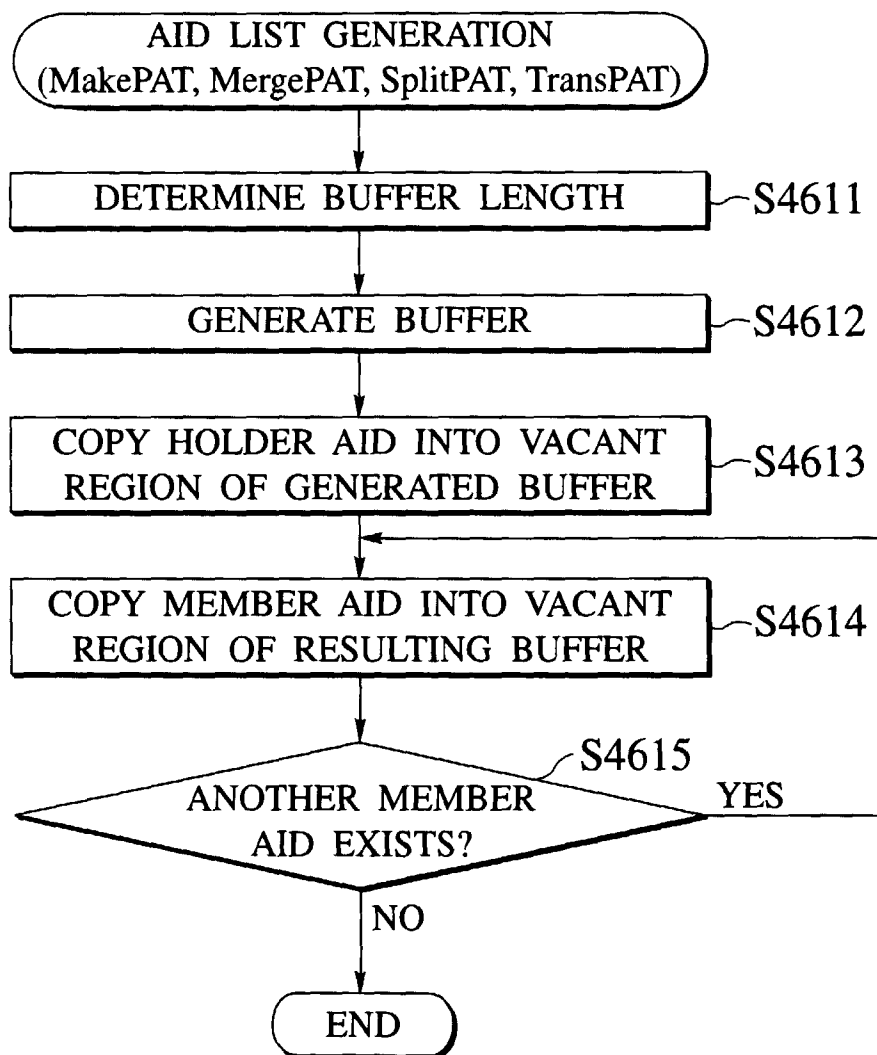 AID LIST GENERATION
(MakePAT, MergePAT, SplitPAT, TransPAT)
DETERMINE BUFFER LENGTH
S4611
GENERATE BUFFER
S4612
COPY HOLDER AID INTO VACANT
REGION OF GENERATED BUFFER
S4613
COPY MEMBER AID INTO VACANT
REGION OF RESULTING BUFFER
S4614
S4615
ANOTHER MEMBER
AID EXISTS?
YES
NO
END